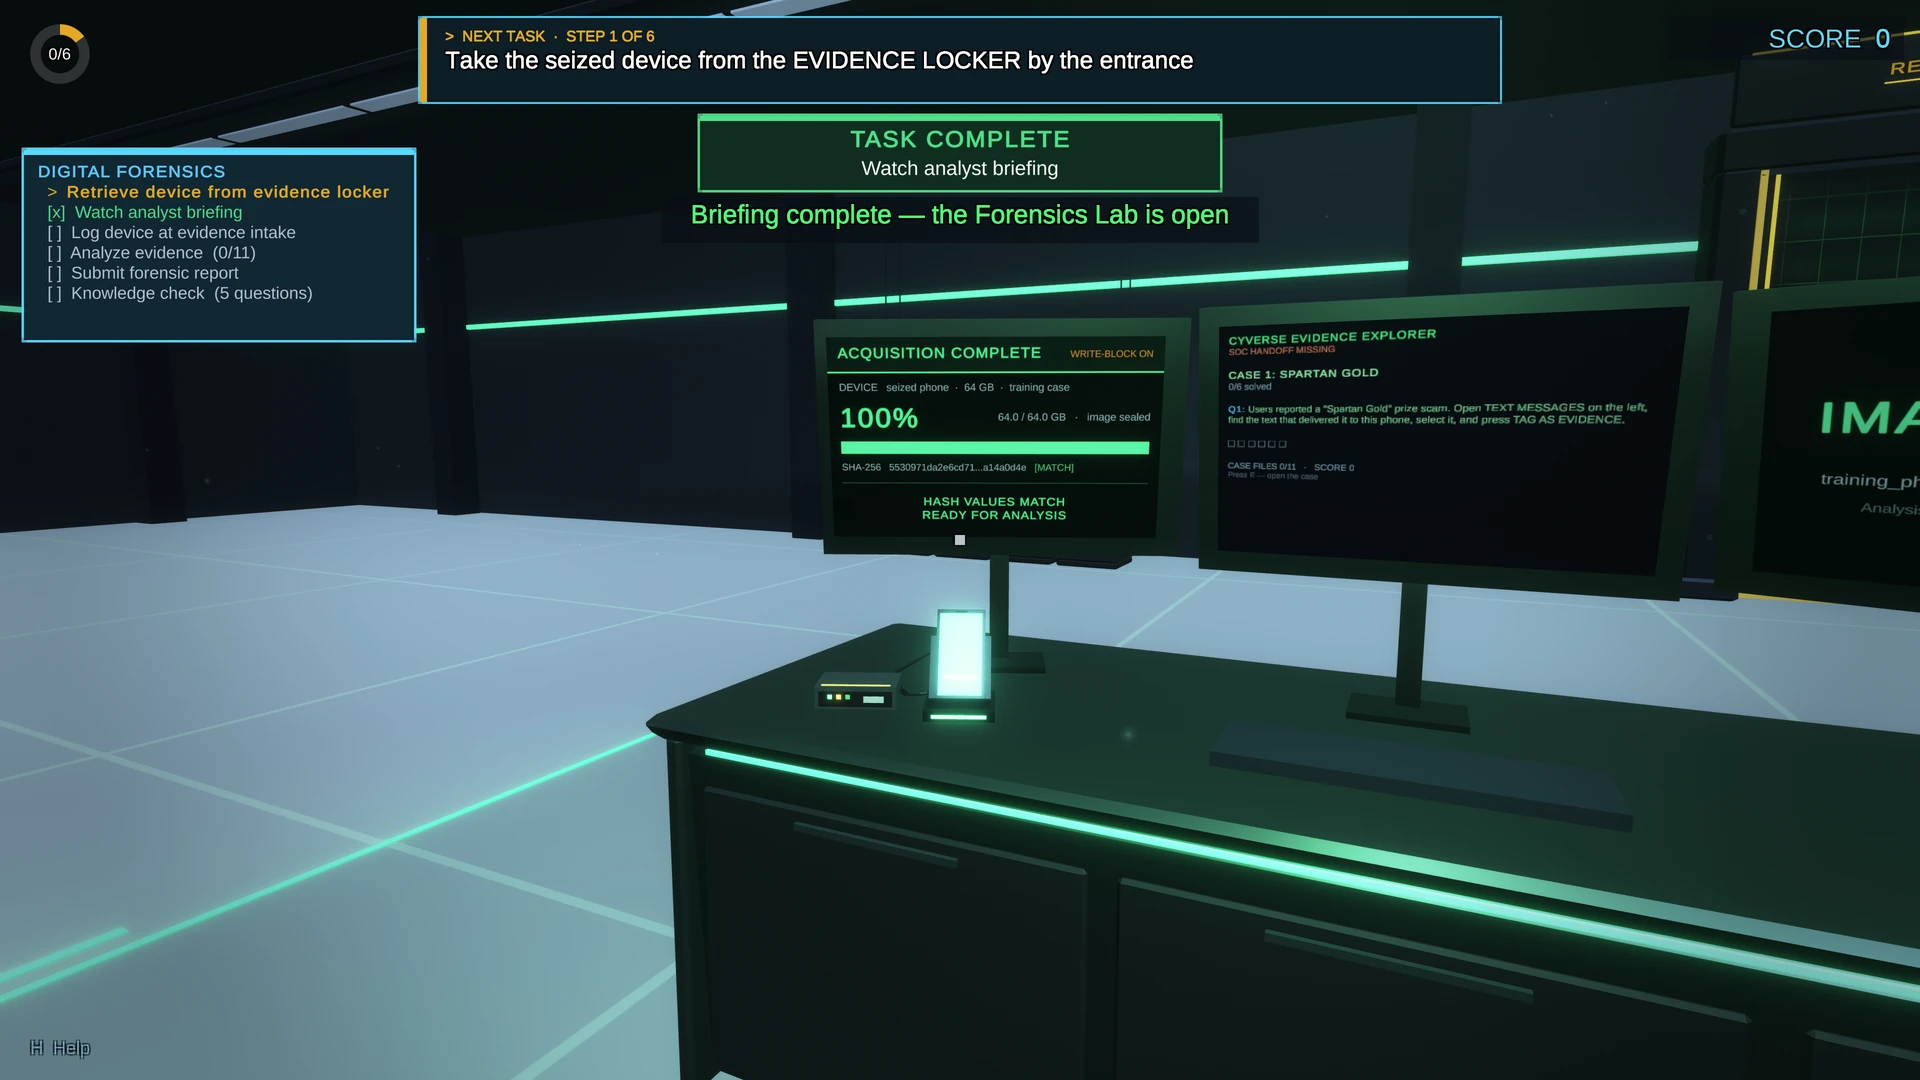 0/6
> NEXT TASK · STEP 1 OF 6
Take the seized device from the EVIDENCE LOCKER by the entrance
SCORE 0
RE
TASK COMPLETE
Watch analyst briefing
Briefing complete — the Forensics Lab is open
DIGITAL FORENSICS
> Retrieve device from evidence locker
[x] Watch analyst briefing
[ ] Log device at evidence intake
[ ] Analyze evidence (0/11)
[ ] Submit forensic report
[ ] Knowledge check (5 questions)
ACQUISITION COMPLETE WRITE-BLOCK ON
DEVICE seized phone · 64 GB · training case
100% 64.0 / 64.0 GB · image sealed
SHA-256 5530971da2e6cd71...a14a0d4e [MATCH]
HASH VALUES MATCH
READY FOR ANALYSIS
CYVERSE EVIDENCE EXPLORER
SOC HANDOFF MISSING
CASE 1: SPARTAN GOLD
0/6 solved
Q1: Users reported a "Spartan Gold" prize scam. Open TEXT MESSAGES on the left,
find the text that delivered it to this phone, select it, and press TAG AS EVIDENCE.
CASE FILES 0/11 · SCORE 0
Press E — open the case
IMA
training_ph
Analysis
H Help